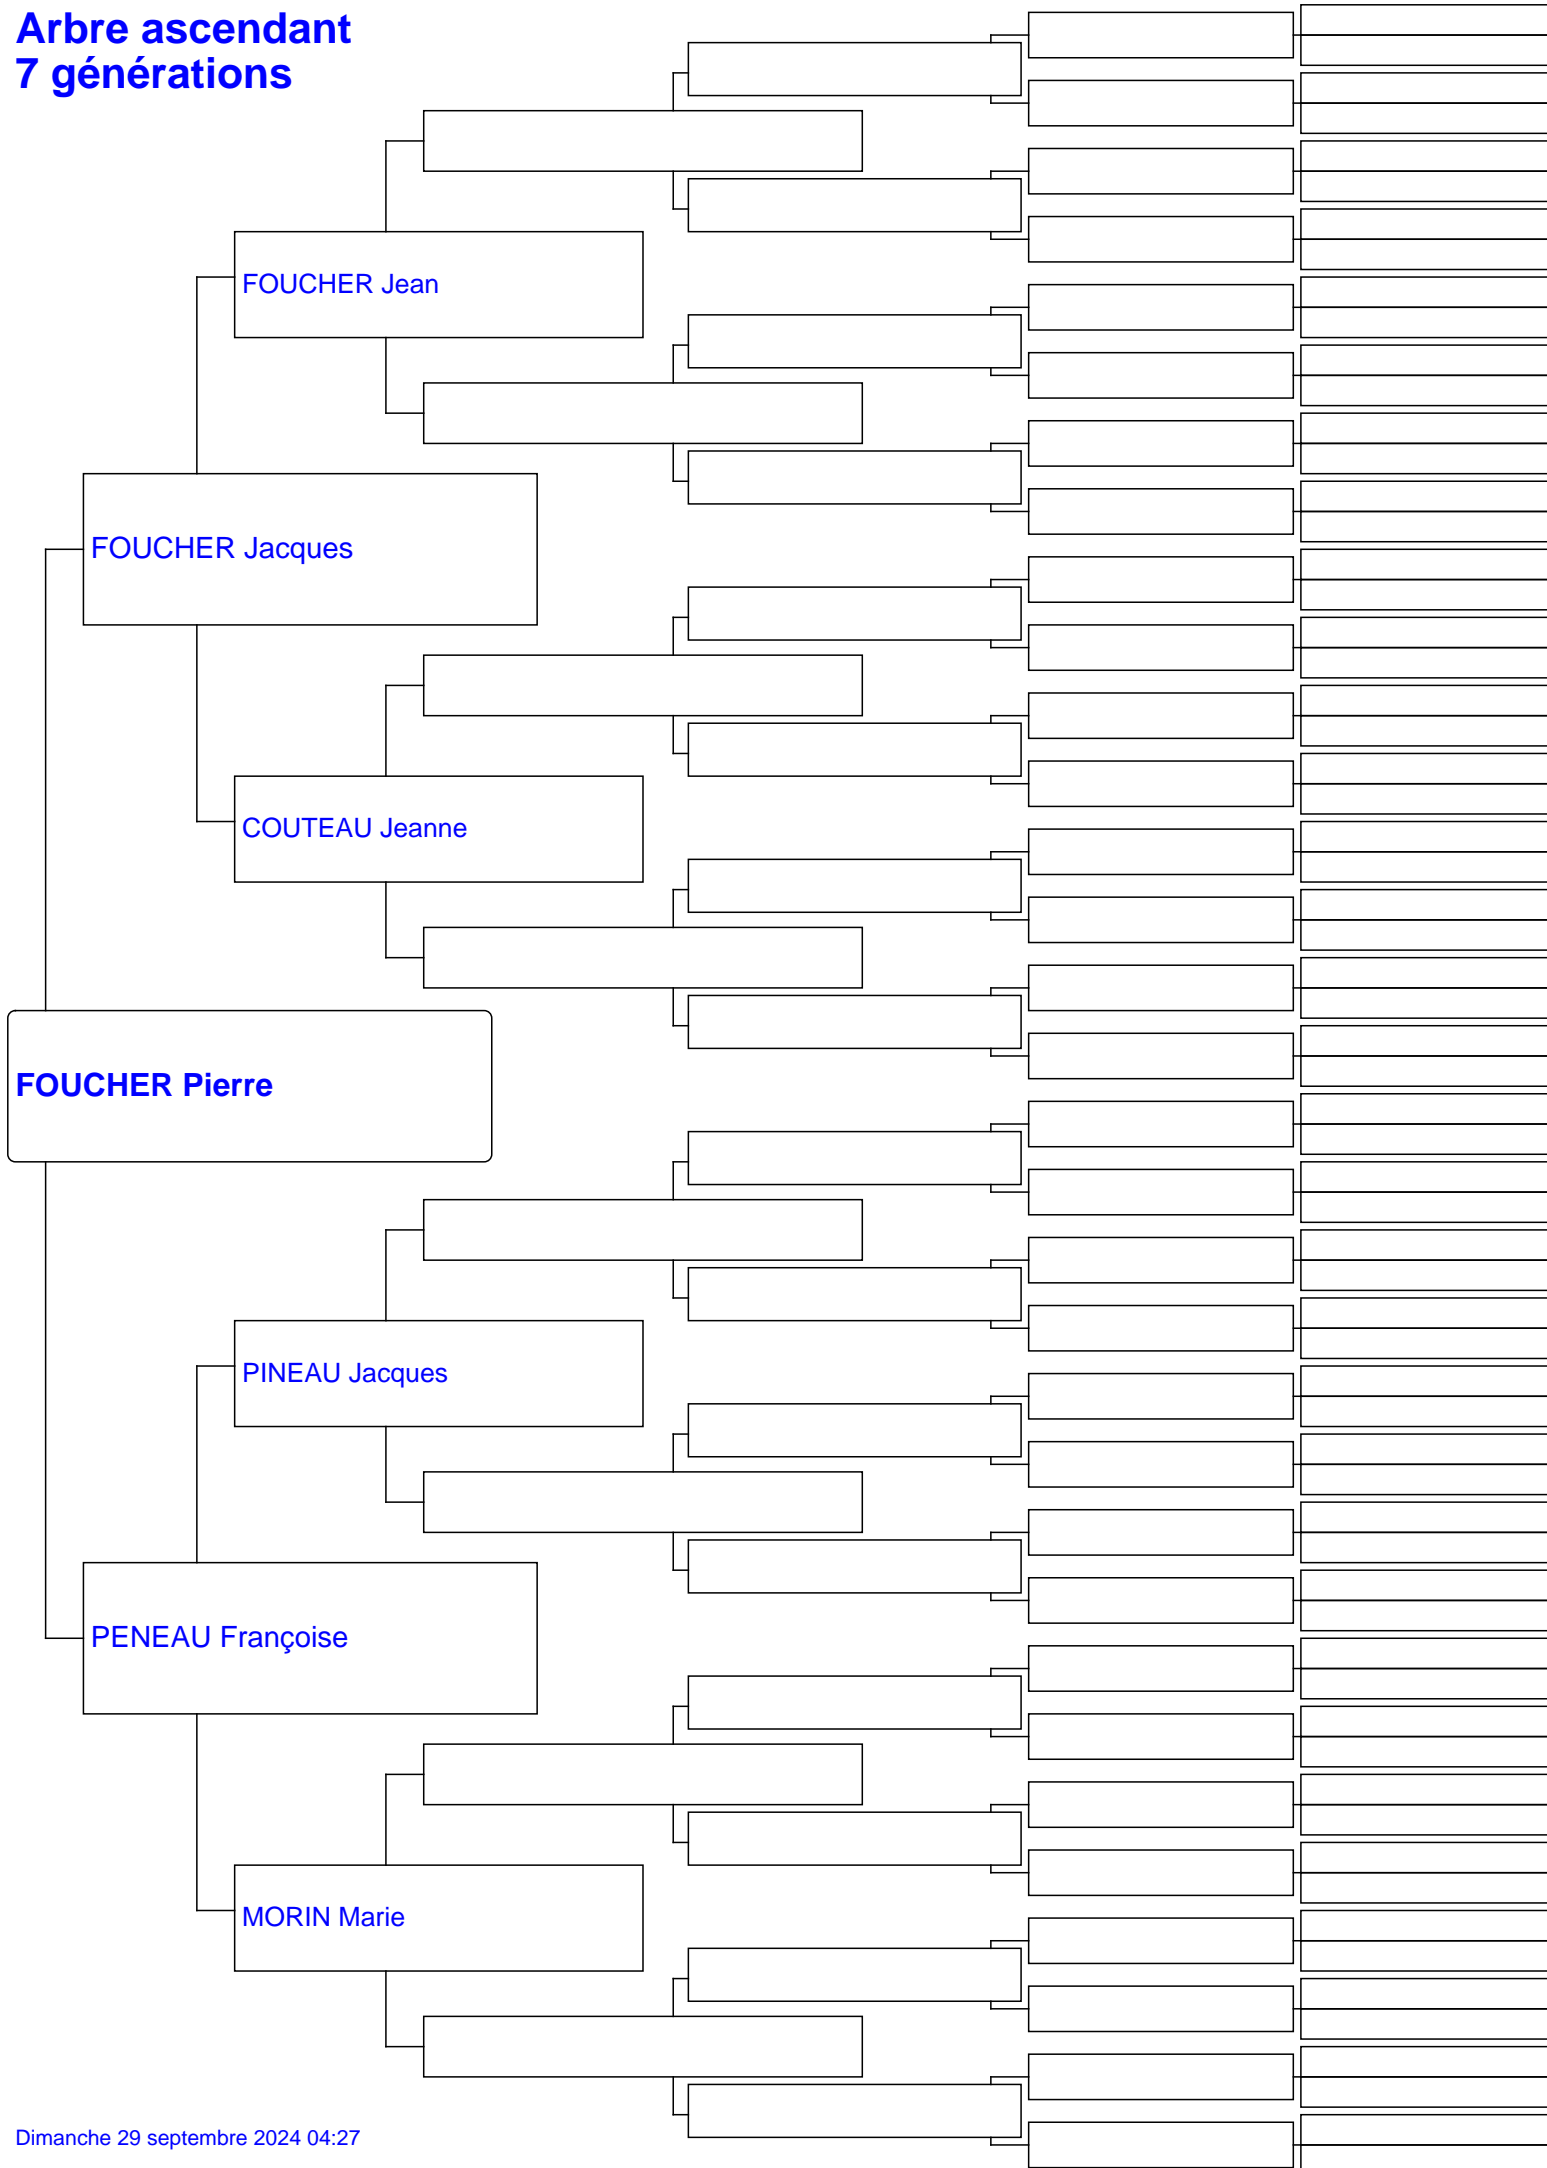 Arbre ascendant
7 générations
FOUCHER Jean
FOUCHER Jacques
COUTEAU Jeanne
FOUCHER Pierre
PINEAU Jacques
PENEAU Françoise
MORIN Marie
Dimanche 29 septembre 2024 04:27